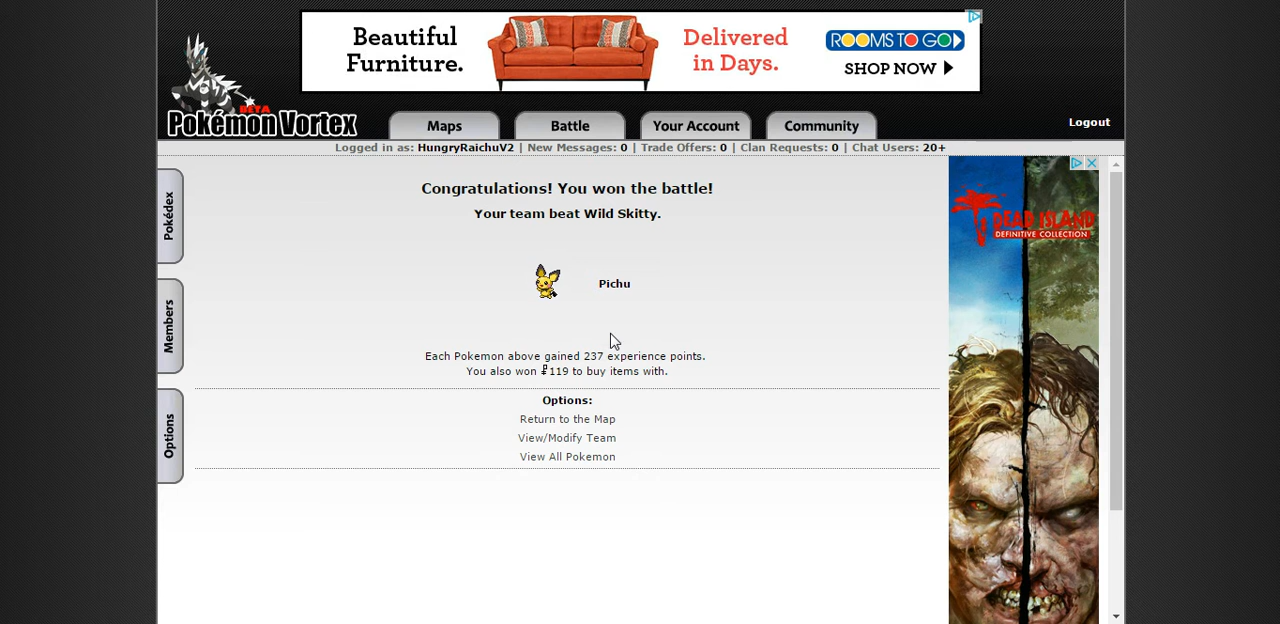 Beautiful
Furniture.
Delivered
in Days.
ROOMS TO GO
SHOP NOW
BETA
Pokémon Vortex
Maps
Battle
Your Account
Community
Logout
Logged in as: HungryRaichuV2 | New Messages: 0 | Trade Offers: 0 | Clan Requests: 0 | Chat Users: 20+
Pokédex
Members
Options
Congratulations! You won the battle!
Your team beat Wild Skitty.
Pichu
Each Pokemon above gained 237 experience points.
You also won ₽119 to buy items with.
Options:
Return to the Map
View/Modify Team
View All Pokemon
DEAD ISLAND
DEFINITIVE COLLECTION